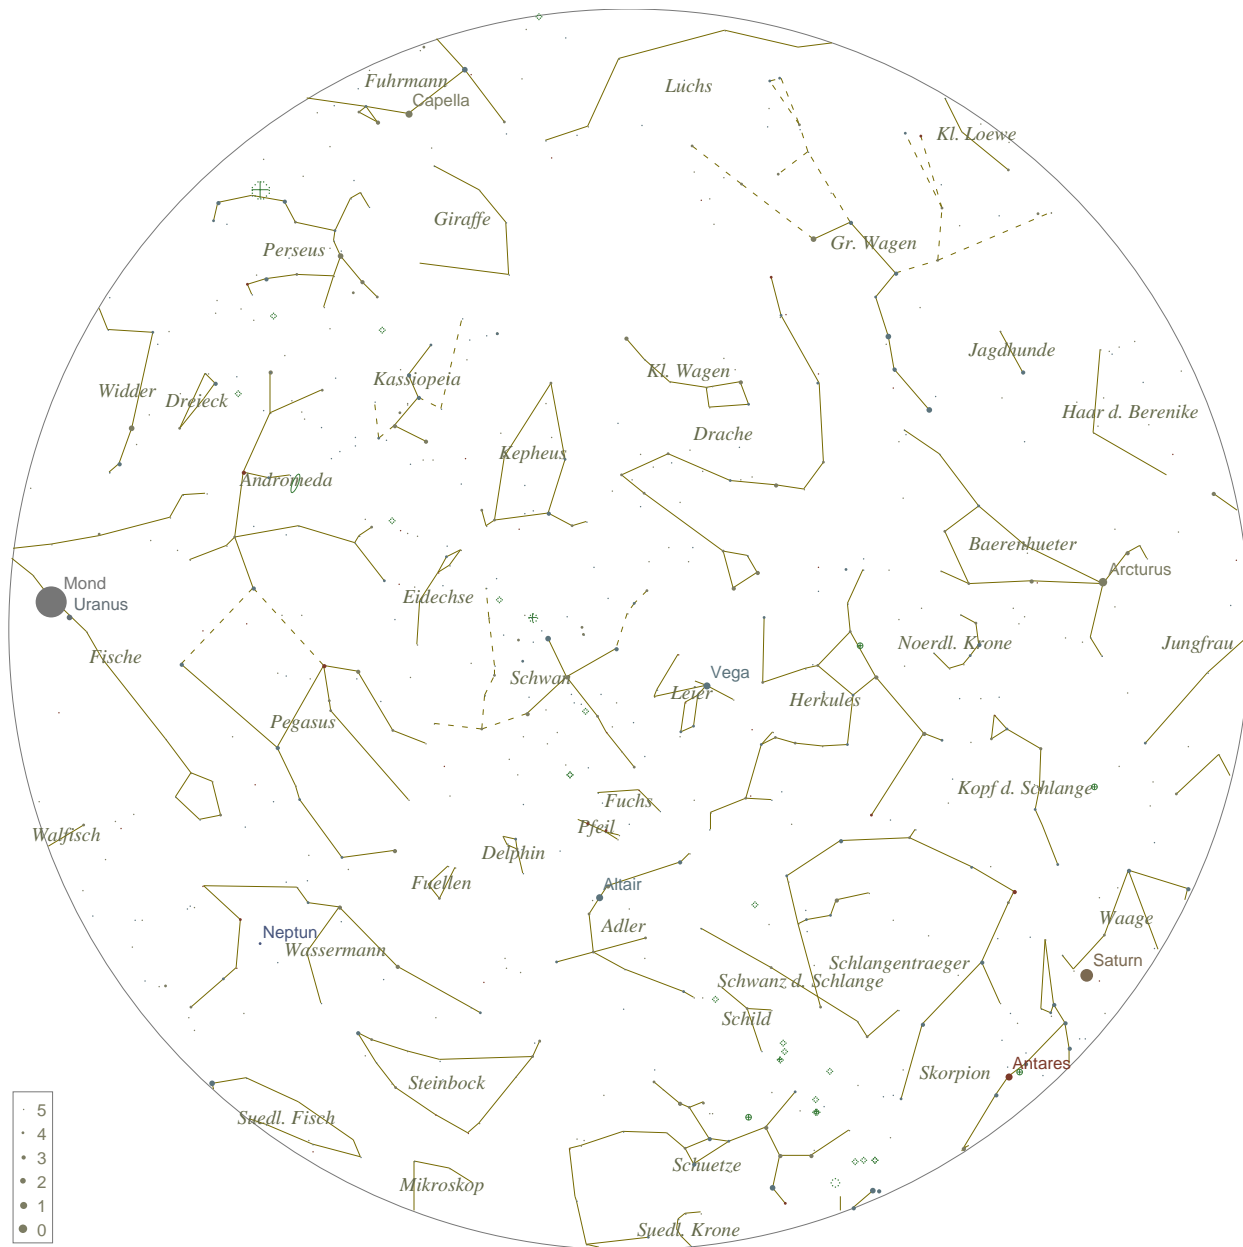 Fuhrmann
Capella
Luchs
Kl. Loewe
Giraffe
Perseus
Gr. Wagen
Jagdhunde
Kl. Wagen
Kassiopeia
Widder
Dreieck
Haar d. Berenike
Drache
Kepheus
Andromeda
Baerenhueter
Arcturus
Mond
Uranus
Eidechse
Noerdl. Krone
Jungfrau
Fische
Schwan
Vega
Leier
Herkules
Pegasus
Kopf d. Schlange
Fuchs
Pfeil
Walfisch
Delphin
Fuellen
Altair
Waage
Adler
Neptun
Wassermann
Schlangentraeger
Saturn
Schwanz d. Schlange
Schild
Antares
Skorpion
Steinbock
Suedl. Fisch
Schuetze
Mikroskop
Suedl. Krone
5
4
3
2
1
0